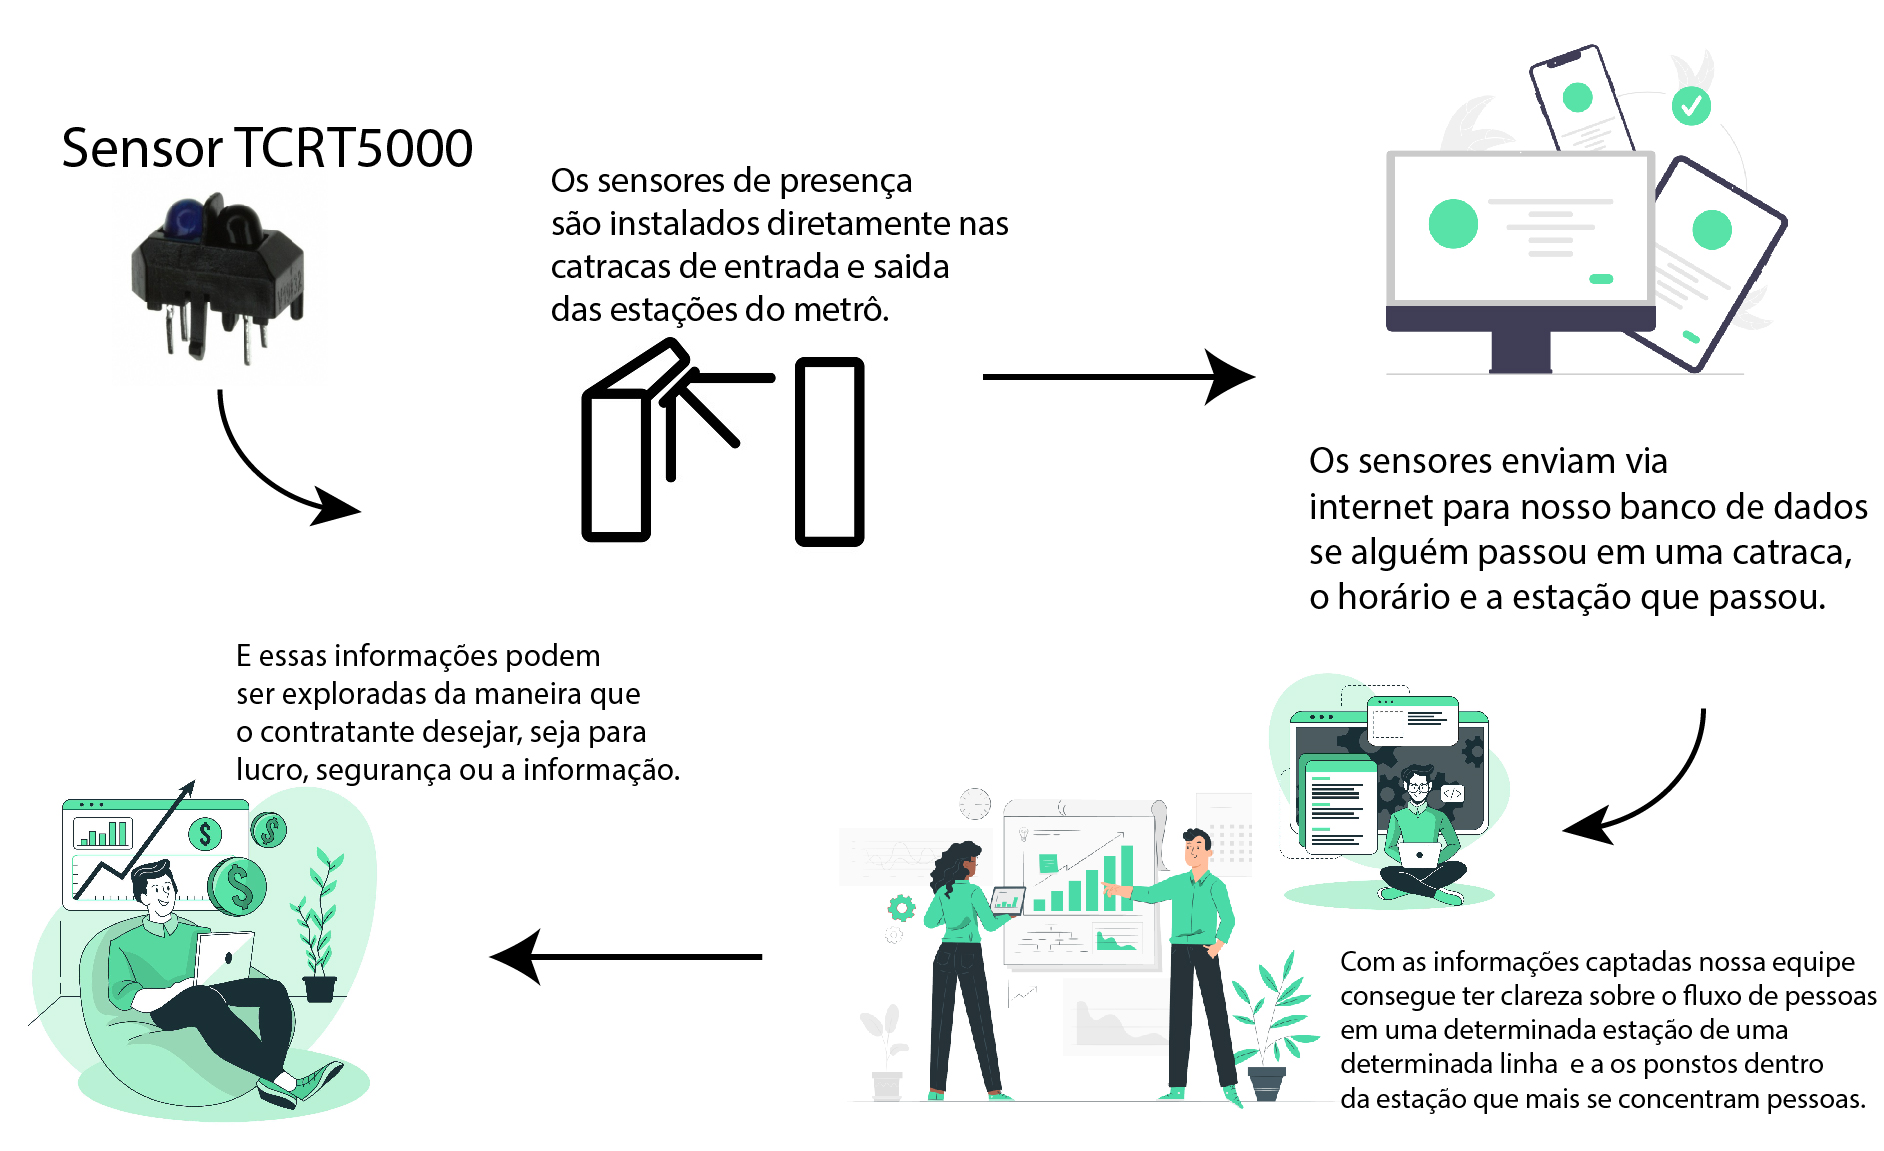 Sensor TCRT5000
Os sensores de presença
são instalados diretamente nas
catracas de entrada e saida
das estações do metrô.
Os sensores enviam via
internet para nosso banco de dados
se alguém passou em uma catraca,
o horário e a estação que passou.
Com as informações captadas nossa equipe
consegue ter clareza sobre o fluxo de pessoas
em uma determinada estação de uma
determinada linha  e a os ponstos dentro
da estação que mais se concentram pessoas.
E essas informações podem
ser exploradas da maneira que
o contratante desejar, seja para
lucro, segurança ou a informação.